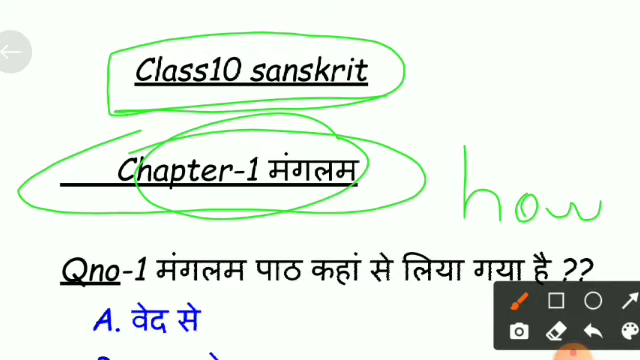 Class10 sanskrit
Chapter-1 मंगलम
how
Qno-1 मंगलम पाठ कहां से लिया गया है ??
A. वेद से